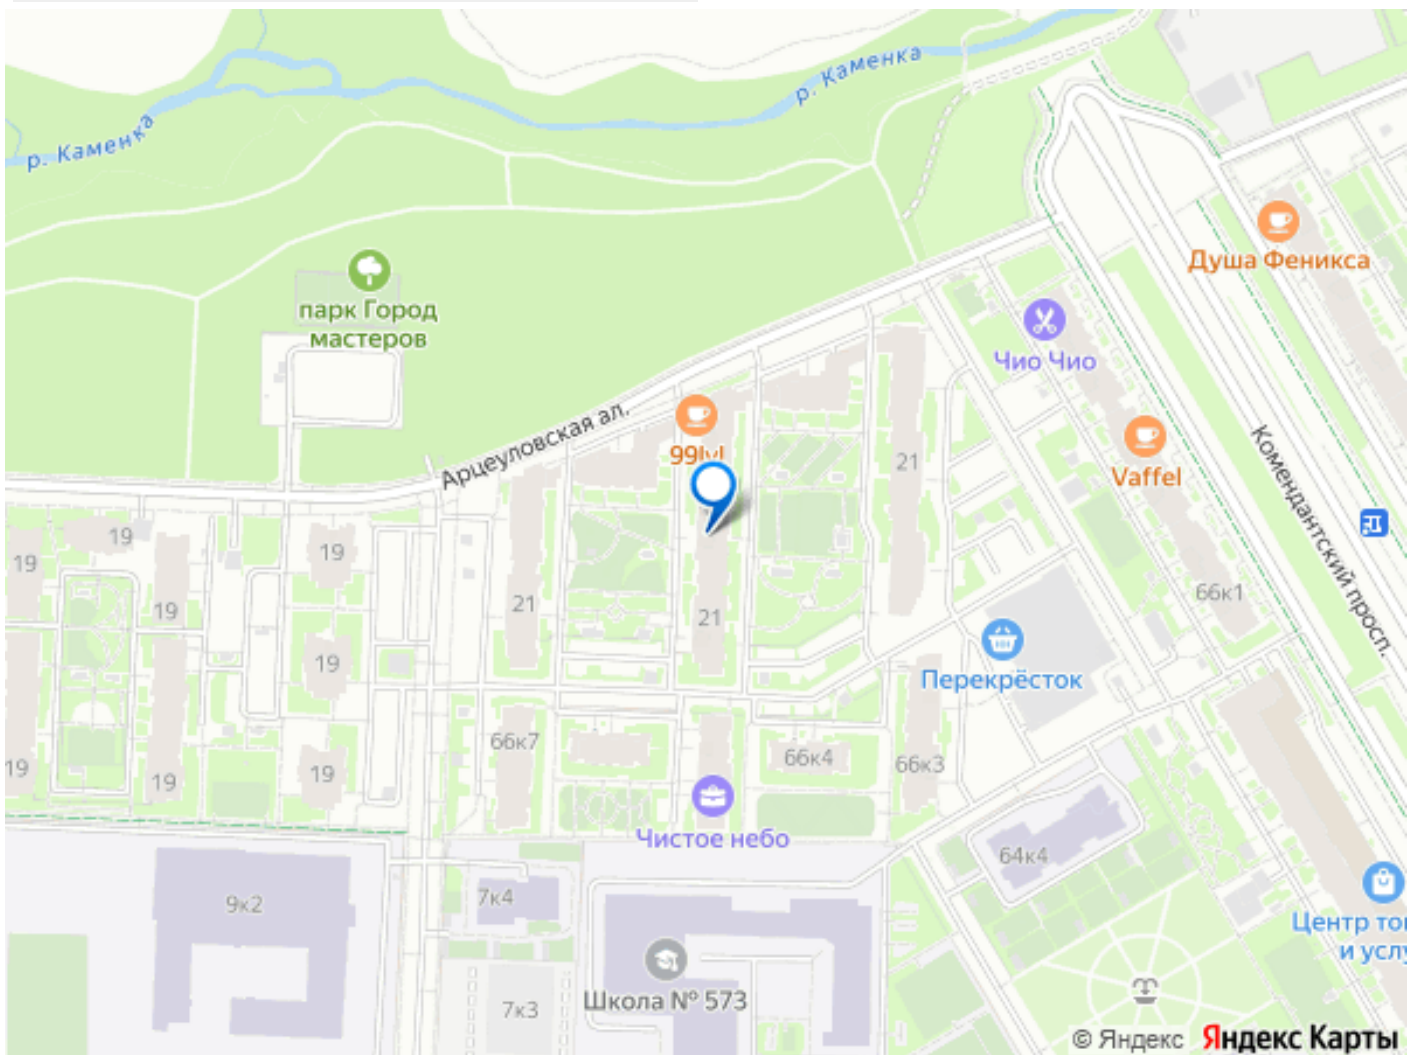 р. Каменка
р. Каменка
Душа Феникса
парк Город
мастеров
Чио Чио
Арцеуловская ал.
99lvl
Vaffel
Комендантский просп.
21
19
19
19
19
21
21
66к1
19
Перекрёсток
66к7
66к4
66к3
19
19
19
Чистое небо
64к4
9к2
7к4
Центр то
и услу
Школа № 573
7к3
© Яндекс Яндекс Карты